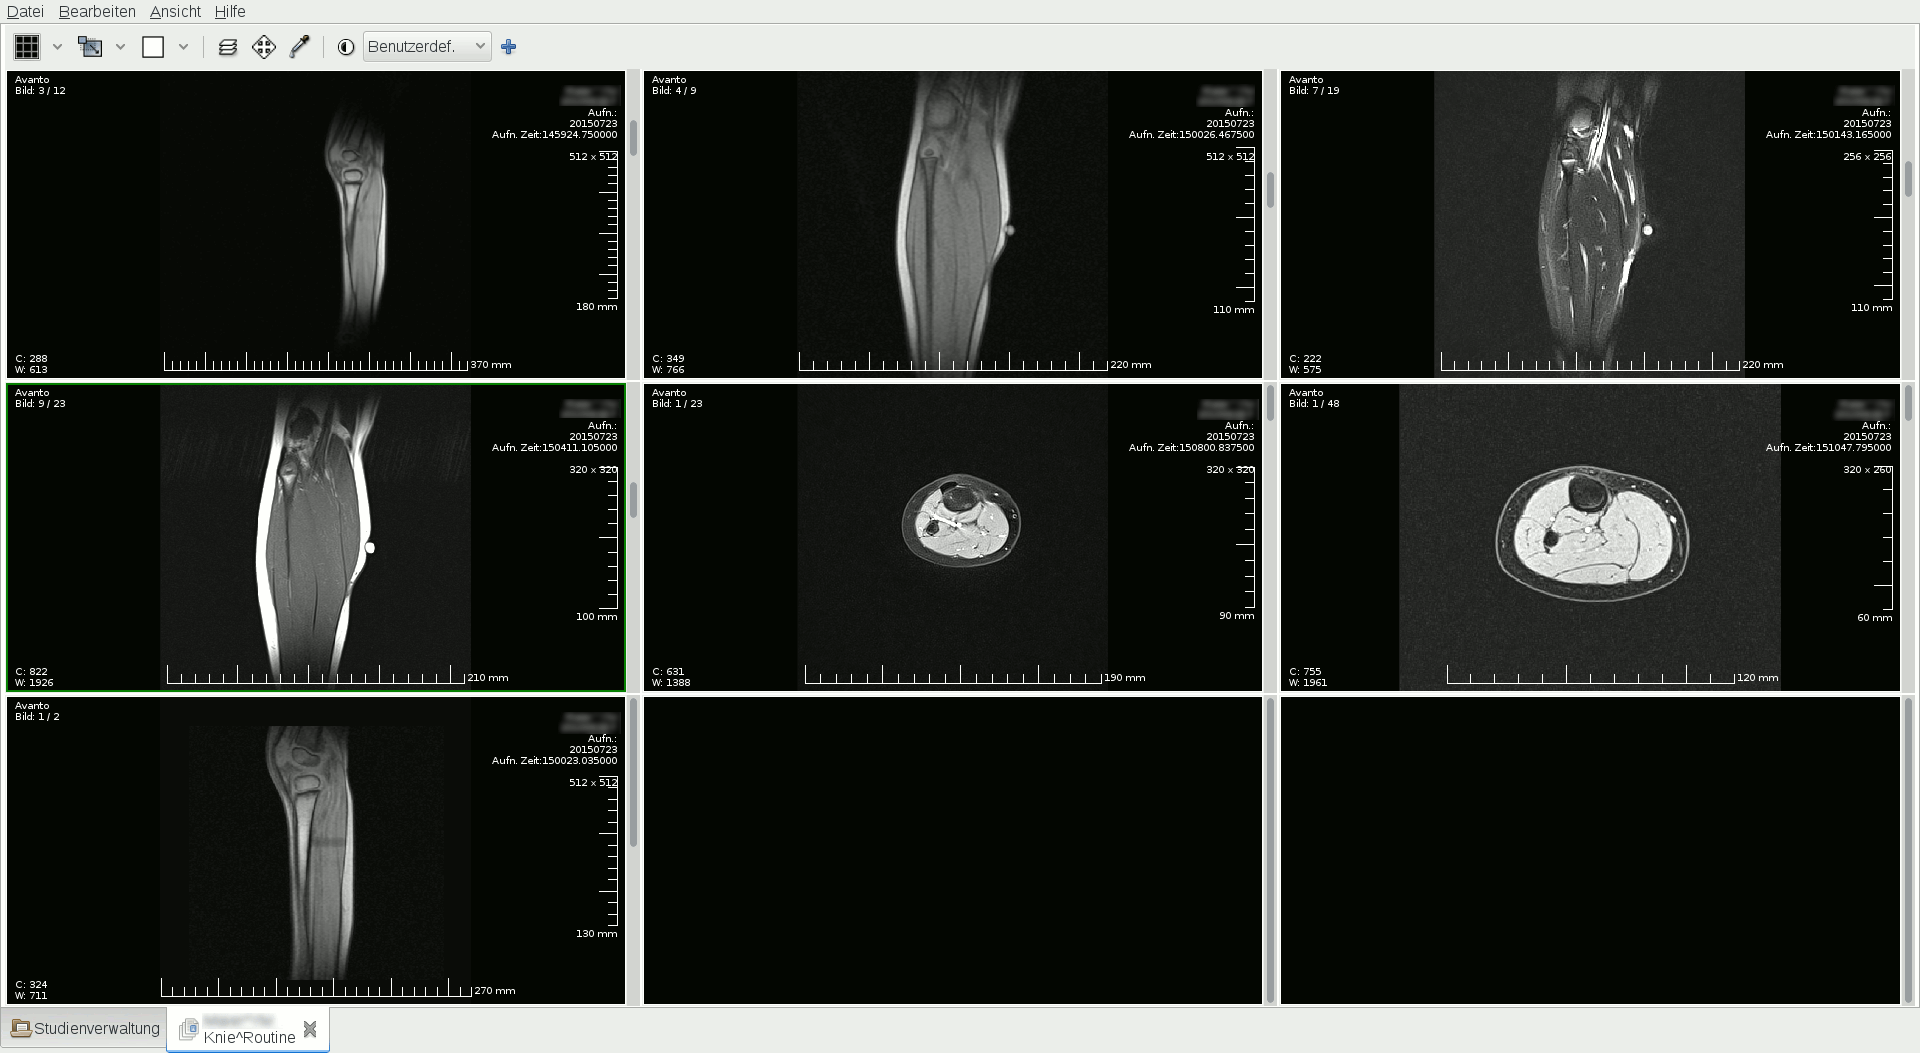 Datei Bearbeiten Ansicht Hilfe
Benutzerdef.
Avanto
Bild: 3 / 12
Aufn.:
20150723
Aufn. Zeit:145924.750000
512 x 512
180 mm
370 mm
C: 288
W: 613
Avanto
Bild: 4 / 9
Aufn.:
20150723
Aufn. Zeit:150026.467500
512 x 512
110 mm
220 mm
C: 349
W: 766
Avanto
Bild: 7 / 19
Aufn.:
20150723
Aufn. Zeit:150143.165000
256 x 256
110 mm
220 mm
C: 222
W: 575
Avanto
Bild: 9 / 23
Aufn.:
20150723
Aufn. Zeit:150411.105000
320 x 320
100 mm
210 mm
C: 822
W: 1926
Avanto
Bild: 1 / 23
Aufn.:
20150723
Aufn. Zeit:150800.837500
320 x 320
90 mm
190 mm
C: 631
W: 1388
Avanto
Bild: 1 / 48
Aufn.:
20150723
Aufn. Zeit:151047.795000
320 x 260
60 mm
120 mm
C: 755
W: 1961
Avanto
Bild: 1 / 2
Aufn.:
20150723
Aufn. Zeit:150023.035000
512 x 512
130 mm
270 mm
C: 324
W: 711
Studienverwaltung
Knie^Routine